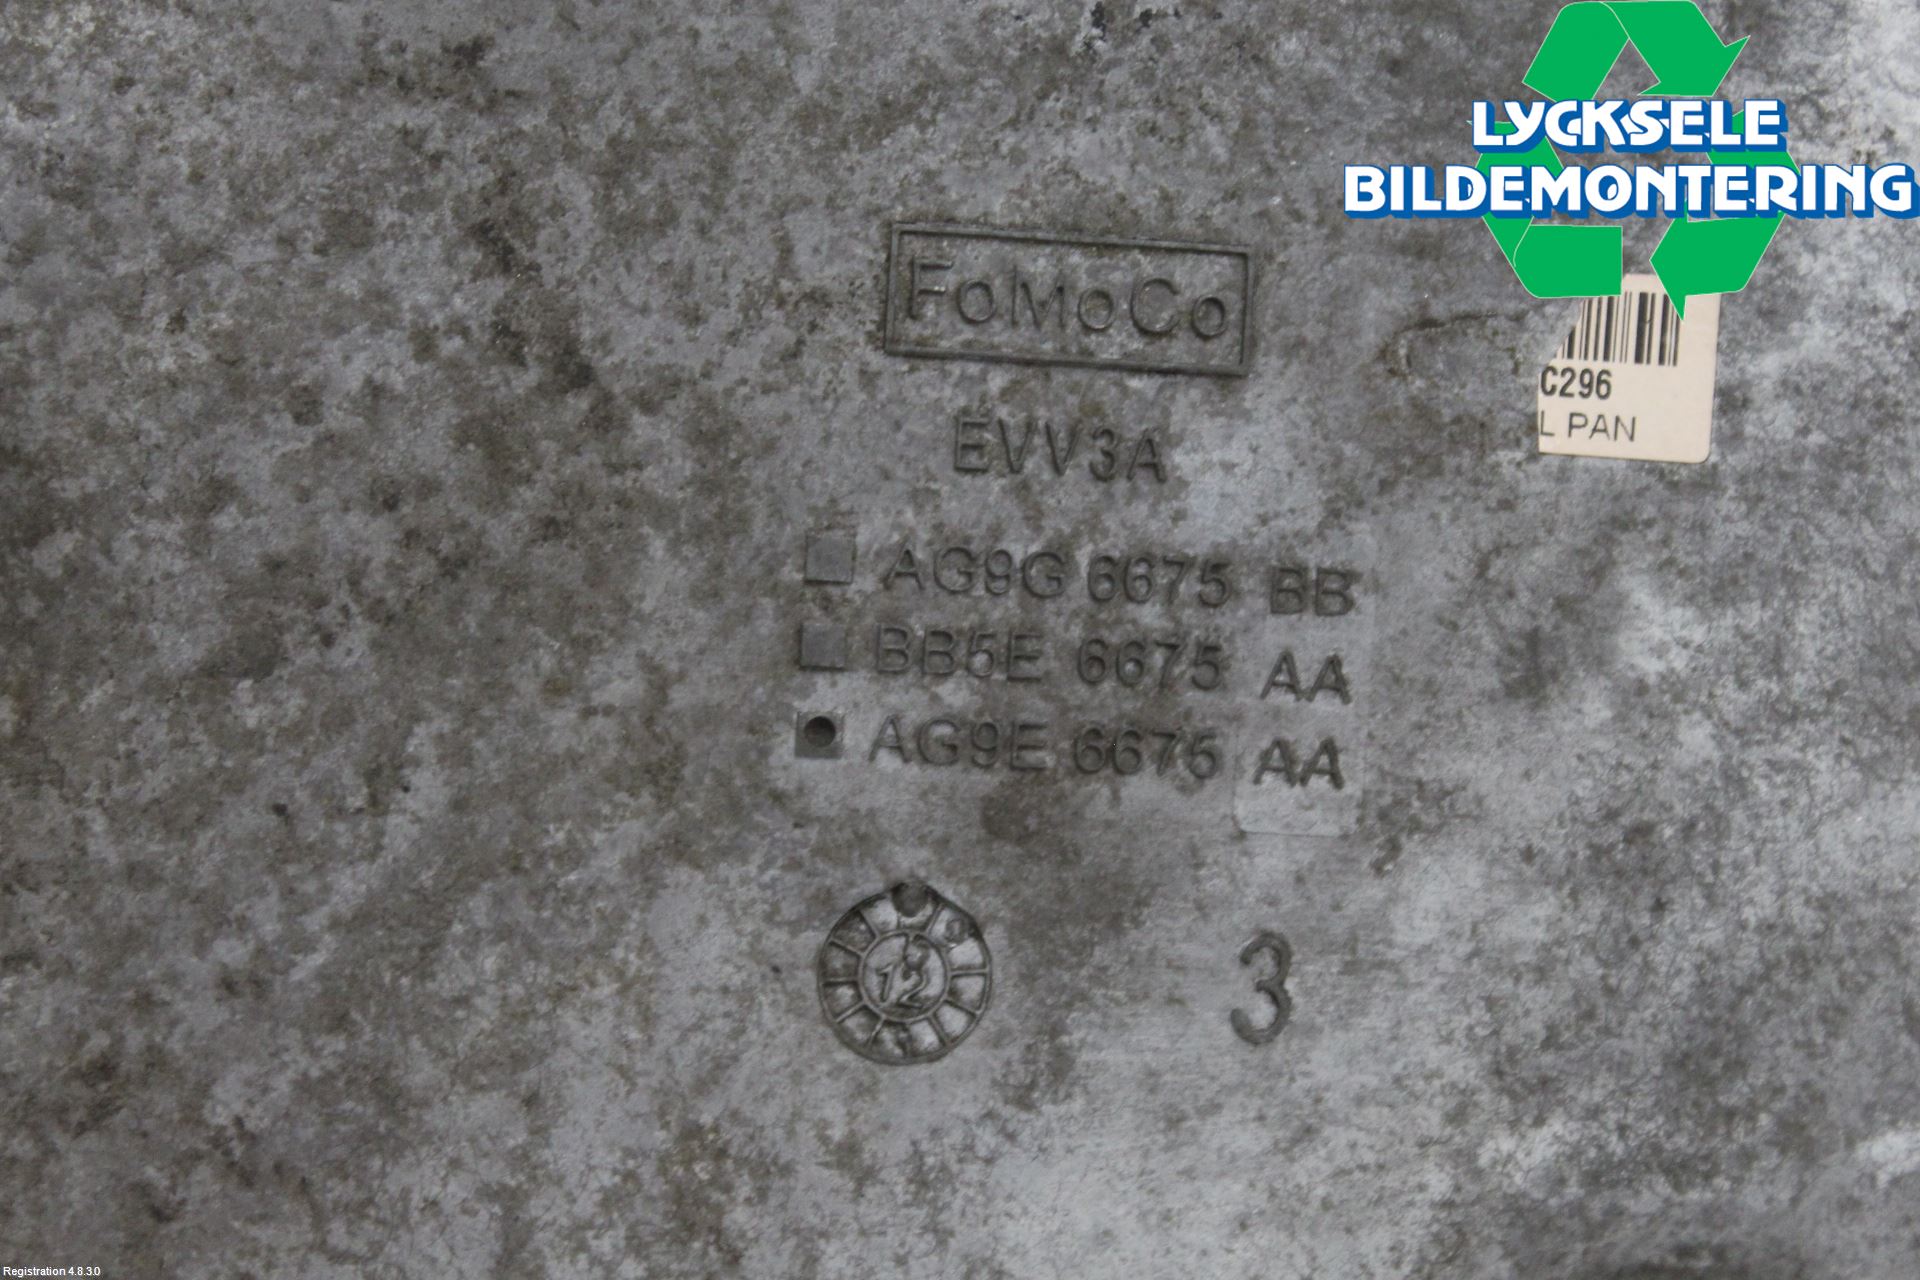 LYCKSELE
BILDEMONTERING
FoMoCo
C296
L PAN
EVV3A
AG9G 6675 BB
BB5E 6675 AA
AG9E 6675 AA
12
3
Registration 4.8.3.0